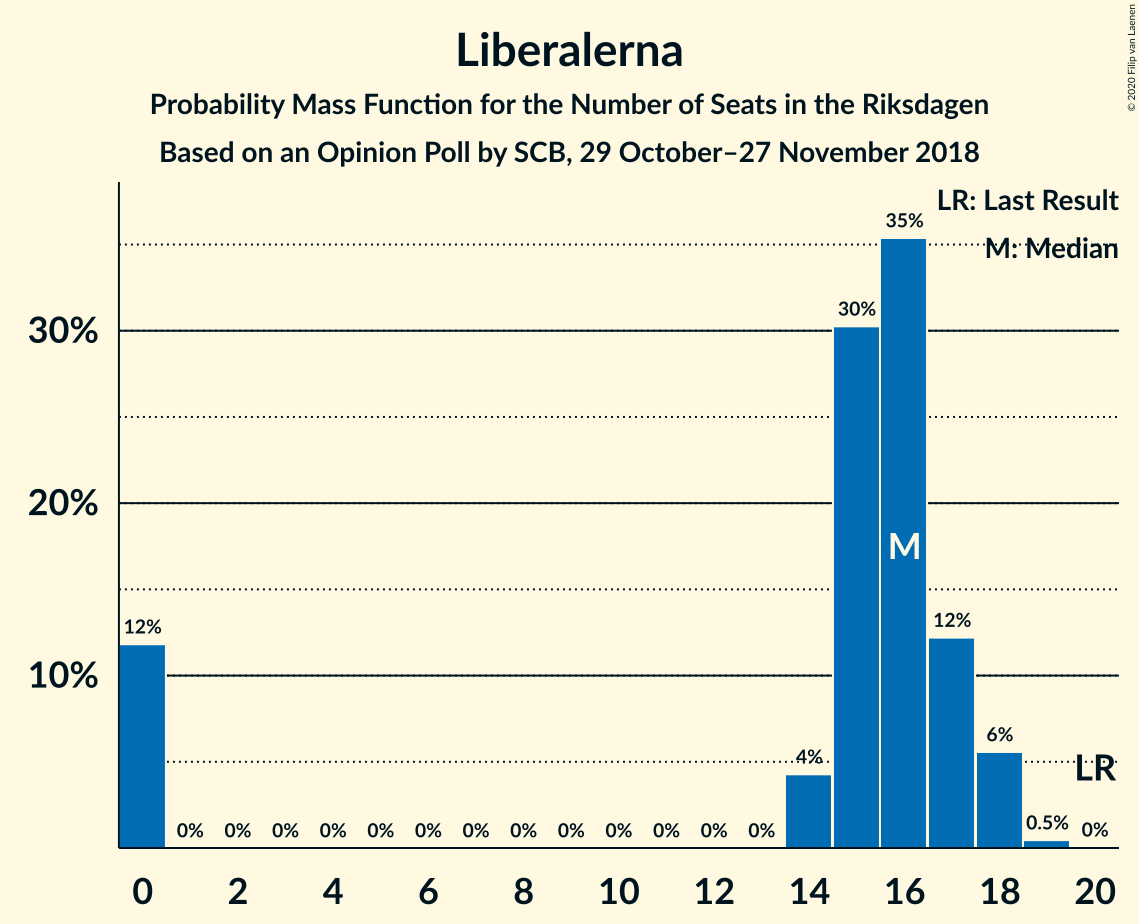 Liberalerna
Probability Mass Function for the Number of Seats in the Riksdagen
Based on an Opinion Poll by SCB, 29 October–27 November 2018
© 2020 Filip van Laenen
LR: Last Result
M: Median
30%
20%
10%
12%
0%
0%
0%
0%
0%
0%
0%
0%
0%
0%
0%
0%
0%
4%
30%
35%
12%
6%
0.5%
0%
M
LR
0 2 4 6 8 10 12 14 16 18 20